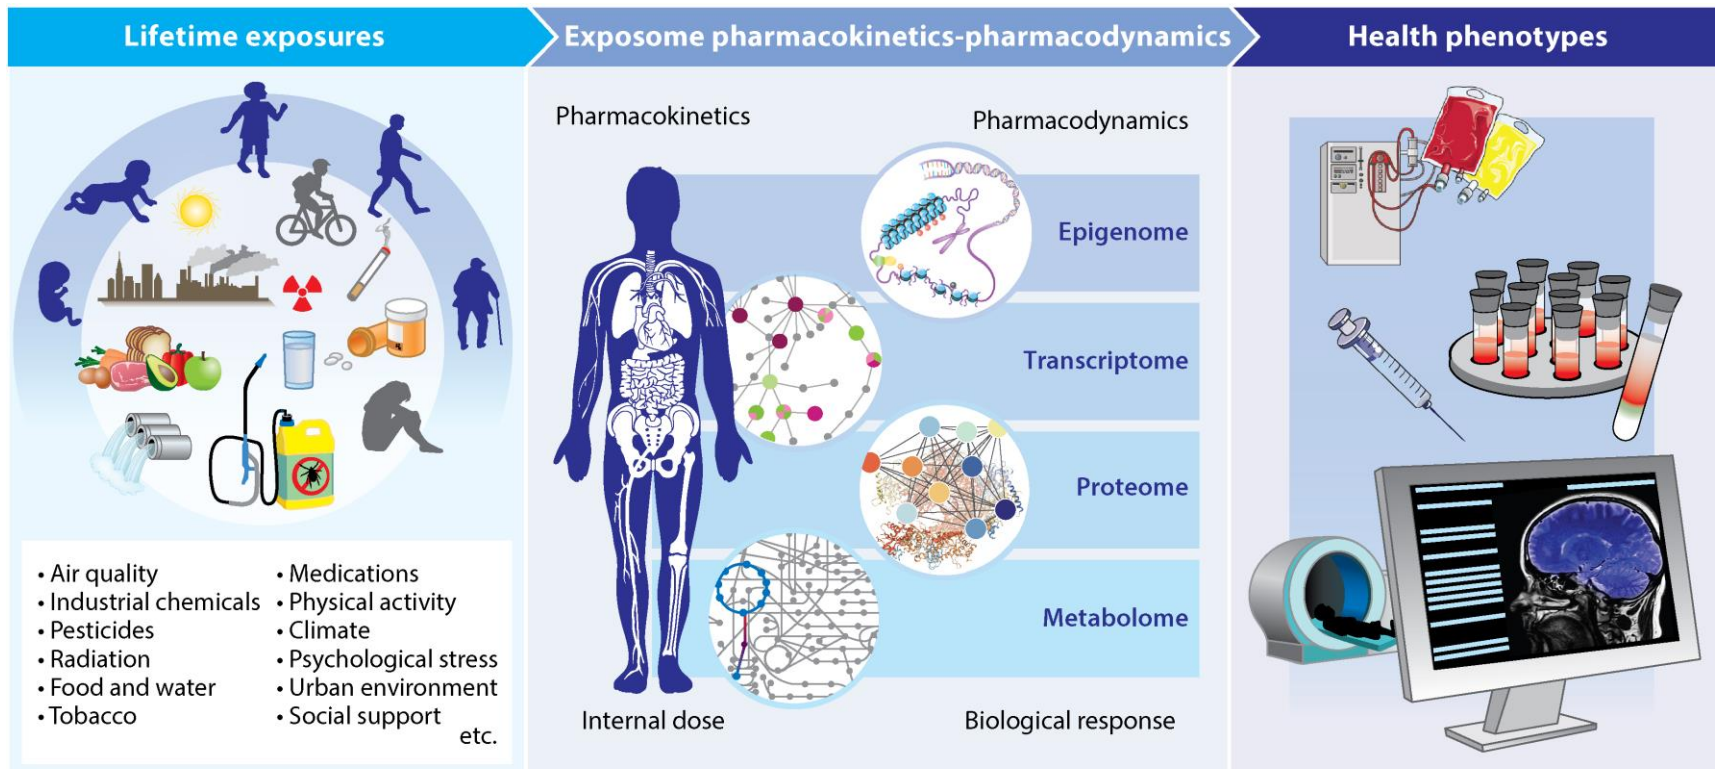 Lifetime exposures
• Air quality
• Industrial chemicals
• Pesticides
• Radiation
• Food and water
• Tobacco
• Medications
• Physical activity
• Climate
• Psychological stress
• Urban environment
• Social support
etc.
Exposome pharmacokinetics-pharmacodynamics
Pharmacokinetics
Pharmacodynamics
Epigenome
Transcriptome
Proteome
Metabolome
Internal dose
Biological response
Health phenotypes